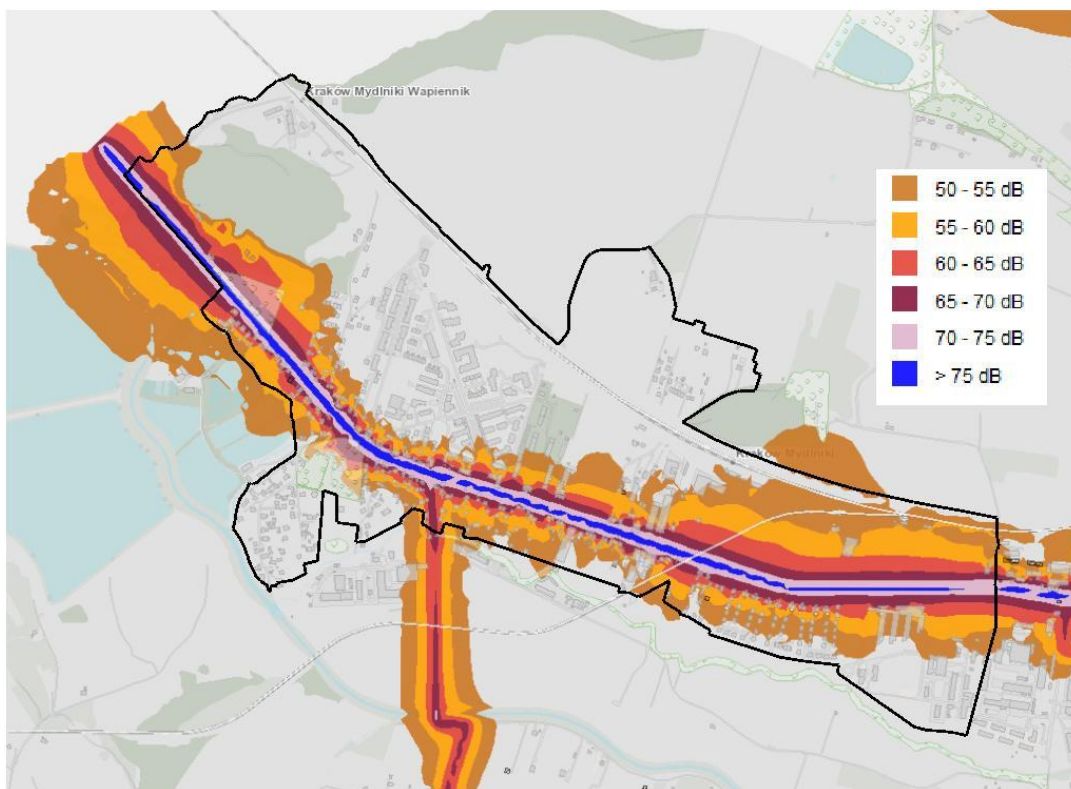 Kraków Mydlniki Wapiennik
50 - 55 dB
55 - 60 dB
60 - 65 dB
65 - 70 dB
70 - 75 dB
> 75 dB
Kraków Mydlniki